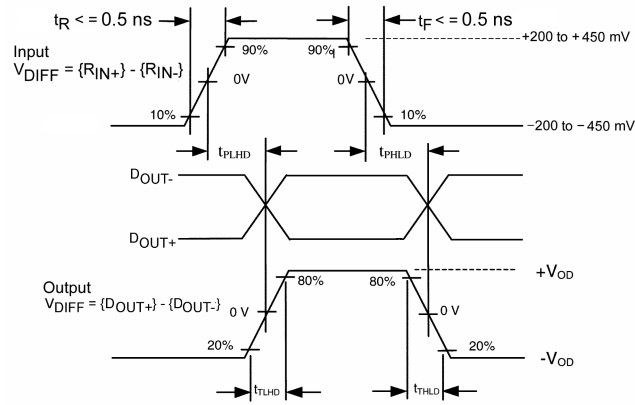 tR <= 0.5 ns
tF <= 0.5 ns
Input
VDIFF = {RIN+} - {RIN-}
90%
90%
+200 to +450 mV
0V
0V
10%
10%
−200 to −450 mV
tPLHD
tPHLD
DOUT-
DOUT+
Output
VDIFF = {DOUT+} - {DOUT-}
80%
80%
+VOD
0 V
0 V
20%
20%
-VOD
tTLHD
tTHLD